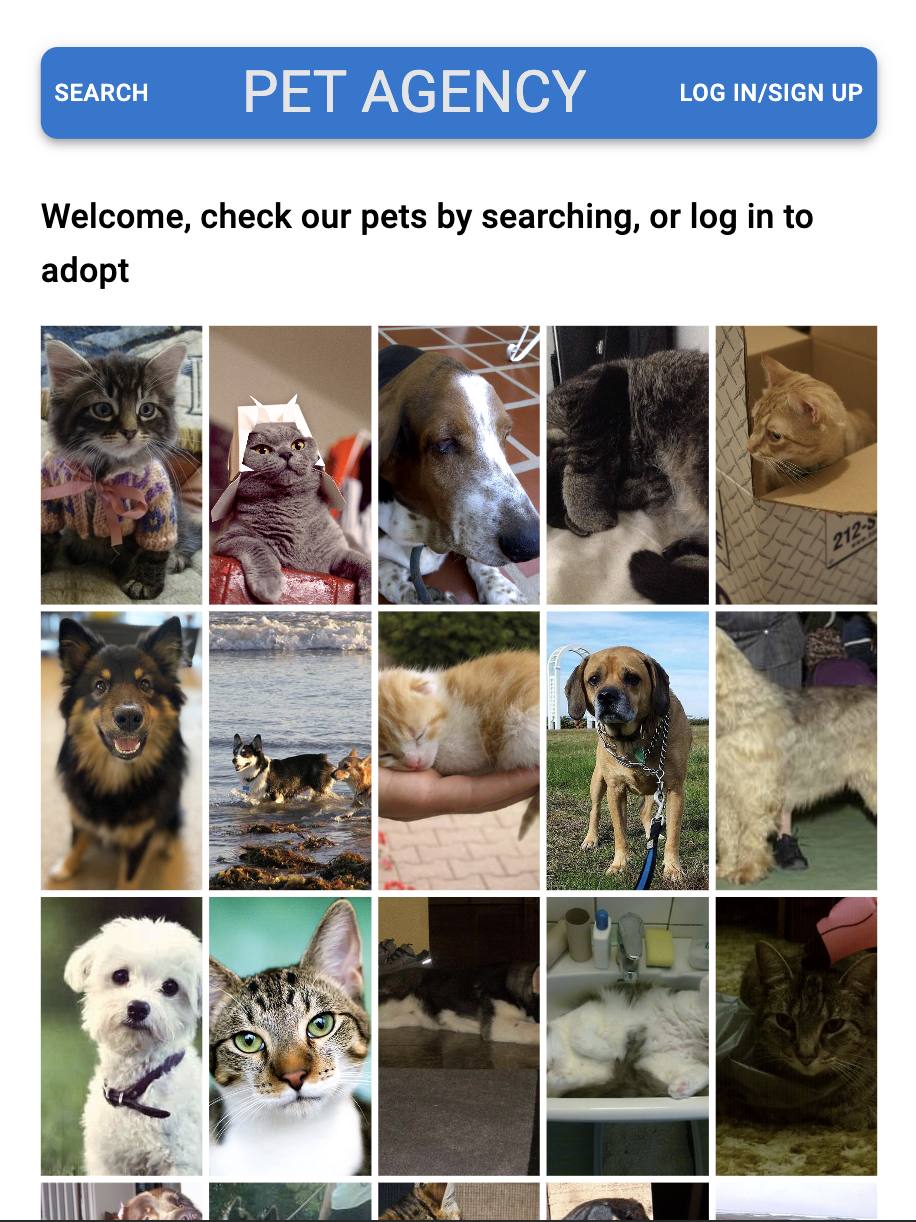 SEARCH PET AGENCY LOG IN/SIGN UP
Welcome, check our pets by searching, or log in to
adopt
212-S